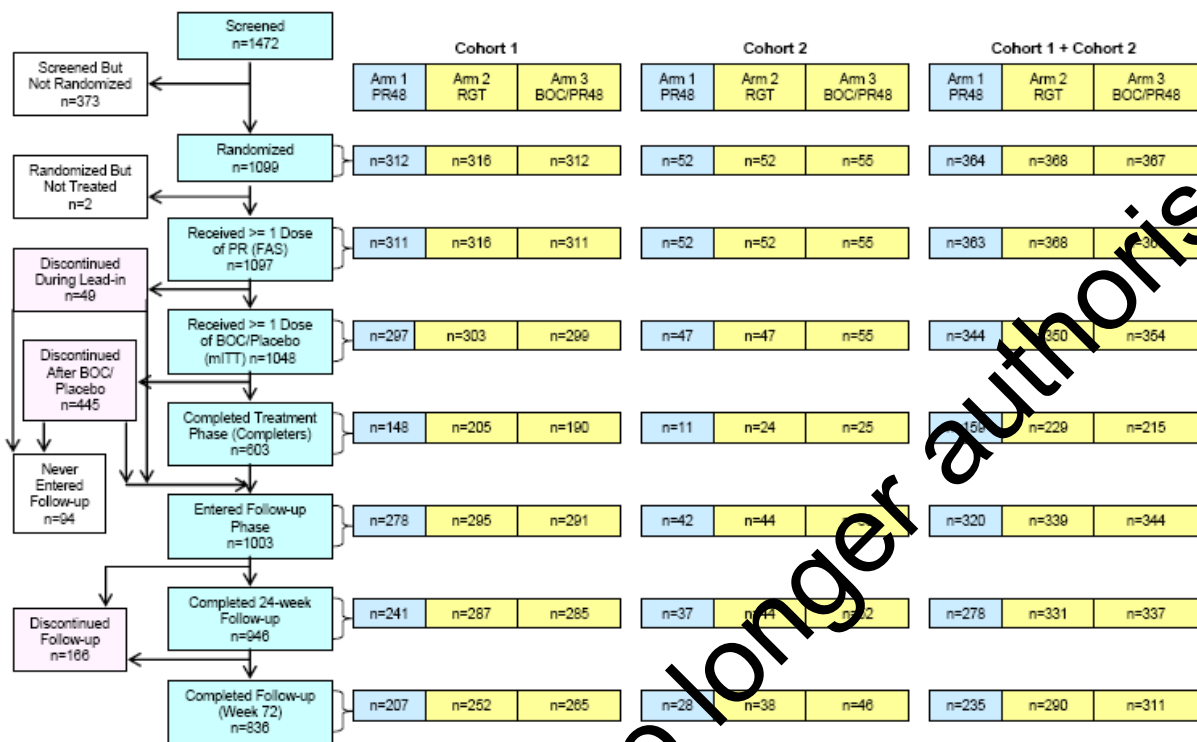 Screened
n=1472
Screened But
Not Randomized
n=373
Cohort 1
Cohort 2
Cohort 1 + Cohort 2
Arm 1
PR48
Arm 2
RGT
Arm 3
BOC/PR48
Arm 1
PR48
Arm 2
RGT
Arm 3
BOC/PR48
Arm 1
PR48
Arm 2
RGT
Arm 3
BOC/PR48
Randomized
n=1099
n=312 n=316 n=312 n=52 n=52 n=55 n=364 n=368 n=367
Randomized But
Not Treated
n=2
Received >= 1 Dose
of PR (FAS)
n=1097
n=311 n=316 n=311 n=52 n=52 n=55 n=363 n=368
Discontinued
During Lead-in
n=49
Received >= 1 Dose
of BOC/Placebo
(mITT) n=1048
n=297 n=303 n=299 n=47 n=47 n=55 n=344 n=350 n=354
Discontinued
After BOC/
Placebo
n=445
Completed Treatment
Phase (Completers)
n=603
n=148 n=205 n=190 n=11 n=24 n=25 n=159 n=229 n=215
Never
Entered
Follow-up
n=94
Entered Follow-up
Phase
n=1003
n=278 n=295 n=291 n=42 n=44 n=320 n=339 n=344
Completed 24-week
Follow-up
n=946
n=241 n=287 n=285 n=37 n=278 n=331 n=337
Discontinued
Follow-up
n=166
Completed Follow-up
(Week 72)
n=836
n=207 n=252 n=265 n=28 n=38 n=46 n=235 n=290 n=311
longer authoris